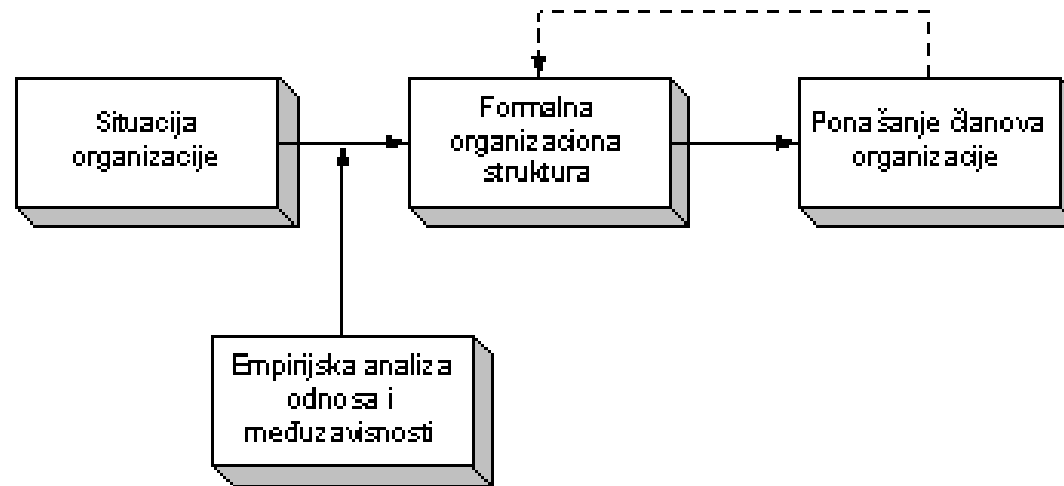 Situacija
organizacije
Formalna
organizaciona
struktura
Ponašanje članova
organizacije
Empirijska analiza
odnosa i
međuzavisnosti